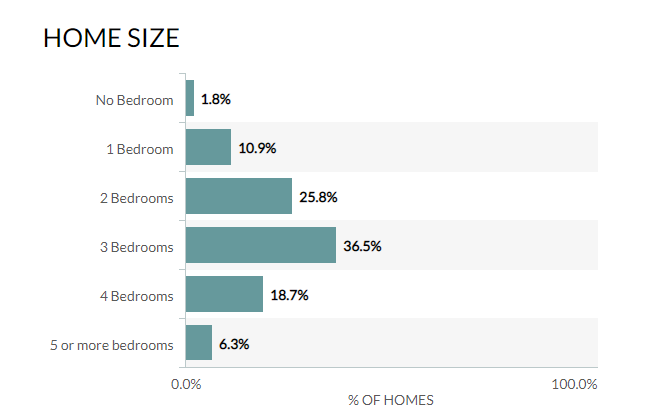 HOME SIZE
No Bedroom 1.8%
1 Bedroom 10.9%
2 Bedrooms 25.8%
3 Bedrooms 36.5%
4 Bedrooms 18.7%
5 or more bedrooms 6.3%
0.0% 100.0%
% OF HOMES